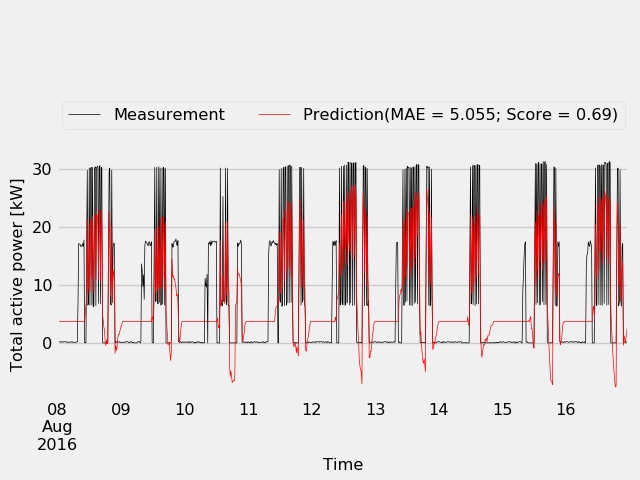 Measurement
Prediction(MAE = 5.055; Score = 0.69)
30
20
10
0
Total active power [kW]
08 09 10 11 12 13 14 15 16
Aug
2016
Time